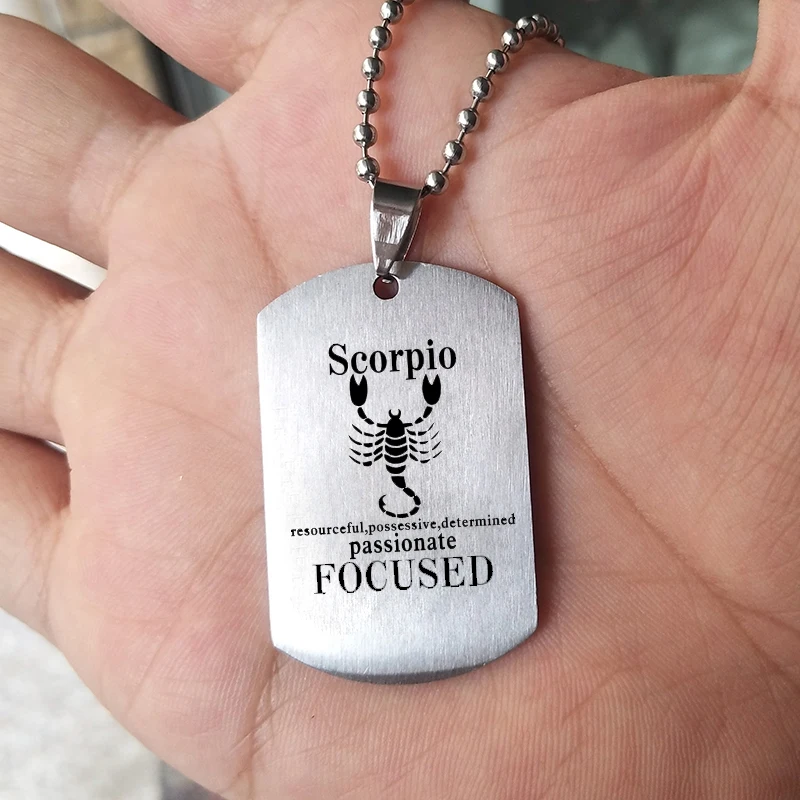 Scorpio
resourceful,possessive,determined
passionate
FOCUSED